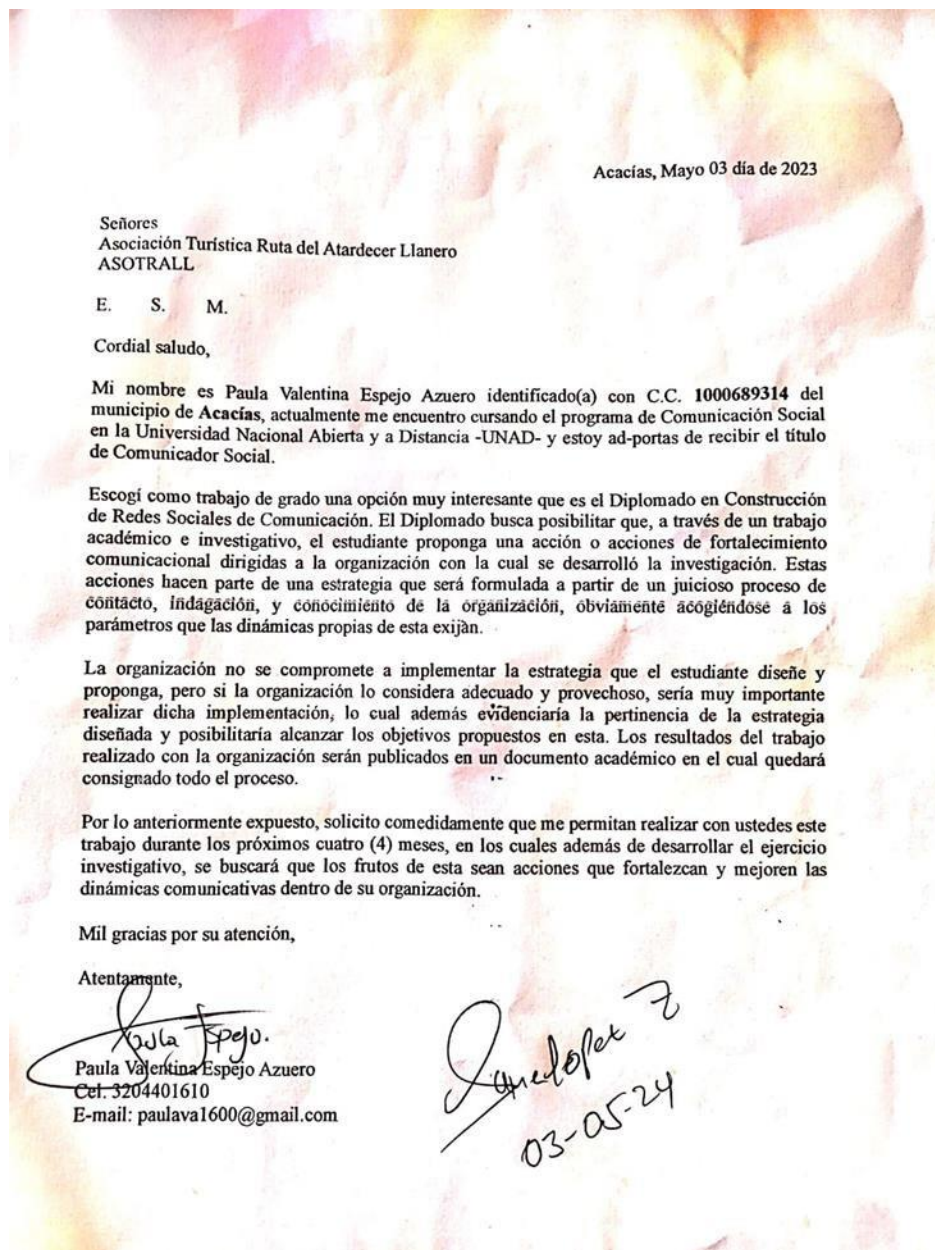 Acacías, Mayo 03 día de 2023
Señores
Asociación Turística Ruta del Atardecer Llanero
ASOTRALL
E. S. M.
Cordial saludo,
Mi nombre es Paula Valentina Espejo Azuero identificado(a) con C.C. 1000689314 del
municipio de Acacías, actualmente me encuentro cursando el programa de Comunicación Social
en la Universidad Nacional Abierta y a Distancia -UNAD- y estoy ad-portas de recibir el título
de Comunicador Social.
Escogí como trabajo de grado una opción muy interesante que es el Diplomado en Construcción
de Redes Sociales de Comunicación. El Diplomado busca posibilitar que, a través de un trabajo
académico e investigativo, el estudiante proponga una acción o acciones de fortalecimiento
comunicacional dirigidas a la organización con la cual se desarrolló la investigación. Estas
acciones hacen parte de una estrategia que será formulada a partir de un juicioso proceso de
contacto, indagación, y conocimiento de la organización, obviamente acogiéndose a los
parámetros que las dinámicas propias de esta exijan.
La organización no se compromete a implementar la estrategia que el estudiante diseñe y
proponga, pero si la organización lo considera adecuado y provechoso, sería muy importante
realizar dicha implementación, lo cual además evidenciaría la pertinencia de la estrategia
diseñada y posibilitaría alcanzar los objetivos propuestos en esta. Los resultados del trabajo
realizado con la organización serán publicados en un documento académico en el cual quedará
consignado todo el proceso.
Por lo anteriormente expuesto, solicito comedidamente que me permitan realizar con ustedes este
trabajo durante los próximos cuatro (4) meses, en los cuales además de desarrollar el ejercicio
investigativo, se buscará que los frutos de esta sean acciones que fortalezcan y mejoren las
dinámicas comunicativas dentro de su organización.
Mil gracias por su atención,
Atentamente,
Paula Espejo.
Paula Valentina Espejo Azuero
Cel. 3204401610
E-mail: paulava1600@gmail.com
03-05-24